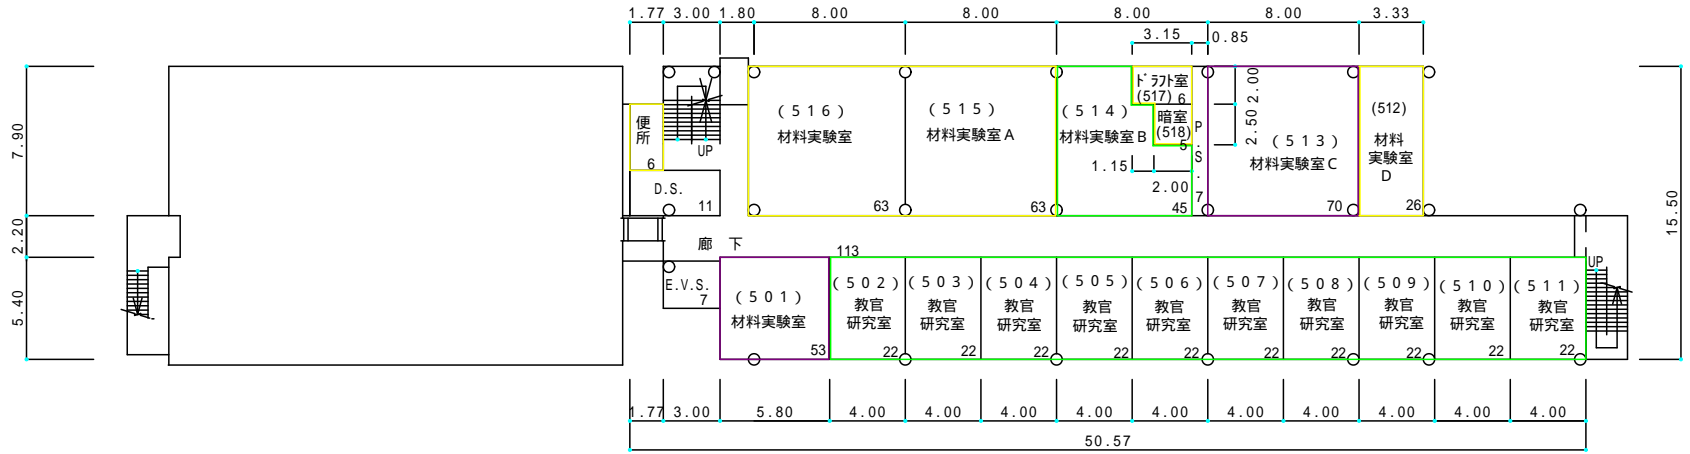 1.77 3.00 1.80 8.00 8.00 8.00 8.00 3.33
3.15 0.85
7.90
2.20
5.40
便所
6
UP
D.S.
11
(516)
材料実験室
63
(515)
材料実験室A
63
(514)
材料実験室B
45
ドラフト室
(517) 6
暗室
(518)
5
P.S.
7
1.15
2.00
2.00
2.50
(513)
材料実験室C
70
(512)
材料
実験室
D
26
15.50
廊下
113
E.V.S.
7
(501)
材料実験室
53
(502)
教官
研究室
22
(503)
教官
研究室
22
(504)
教官
研究室
22
(505)
教官
研究室
22
(506)
教官
研究室
22
(507)
教官
研究室
22
(508)
教官
研究室
22
(509)
教官
研究室
22
(510)
教官
研究室
22
(511)
教官
研究室
22
UP
1.77 3.00 5.80 4.00 4.00 4.00 4.00 4.00 4.00 4.00 4.00 4.00 4.00
50.57